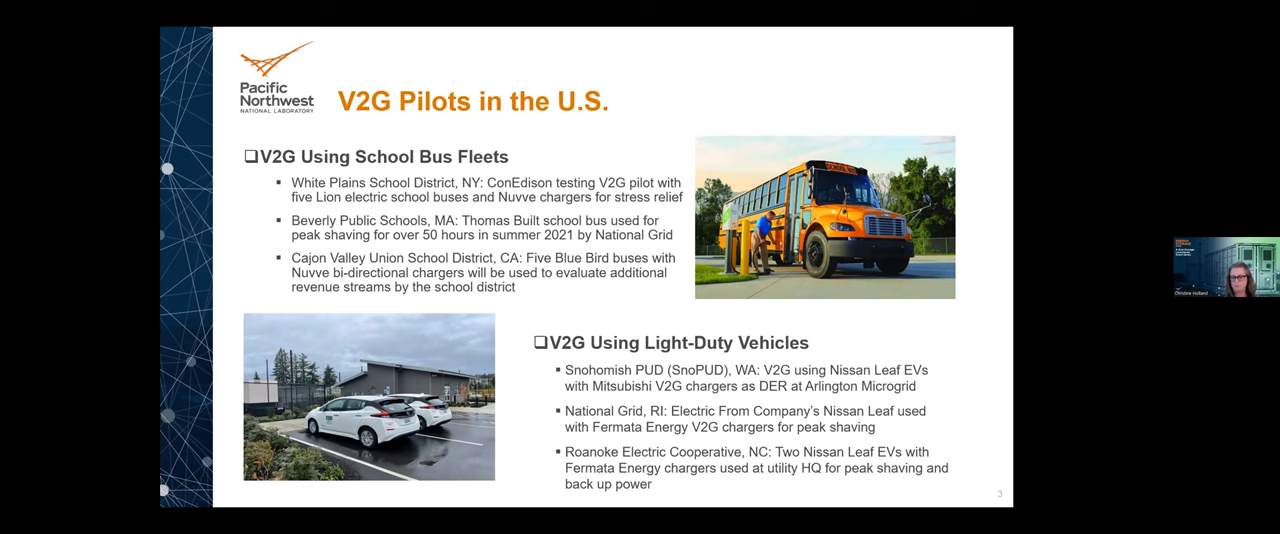 Pacific
Northwest
NATIONAL LABORATORY
V2G Pilots in the U.S.
❑V2G Using School Bus Fleets
▪ White Plains School District, NY: ConEdison testing V2G pilot with
five Lion electric school buses and Nuvve chargers for stress relief
▪ Beverly Public Schools, MA: Thomas Built school bus used for
peak shaving for over 50 hours in summer 2021 by National Grid
▪ Cajon Valley Union School District, CA: Five Blue Bird buses with
Nuvve bi-directional chargers will be used to evaluate additional
revenue streams by the school district
❑V2G Using Light-Duty Vehicles
▪ Snohomish PUD (SnoPUD), WA: V2G using Nissan Leaf EVs
with Mitsubishi V2G chargers as DER at Arlington Microgrid
▪ National Grid, RI: Electric From Company's Nissan Leaf used
with Fermata Energy V2G chargers for peak shaving
▪ Roanoke Electric Cooperative, NC: Two Nissan Leaf EVs with
Fermata Energy chargers used at utility HQ for peak shaving and
back up power
3
Christine Holland